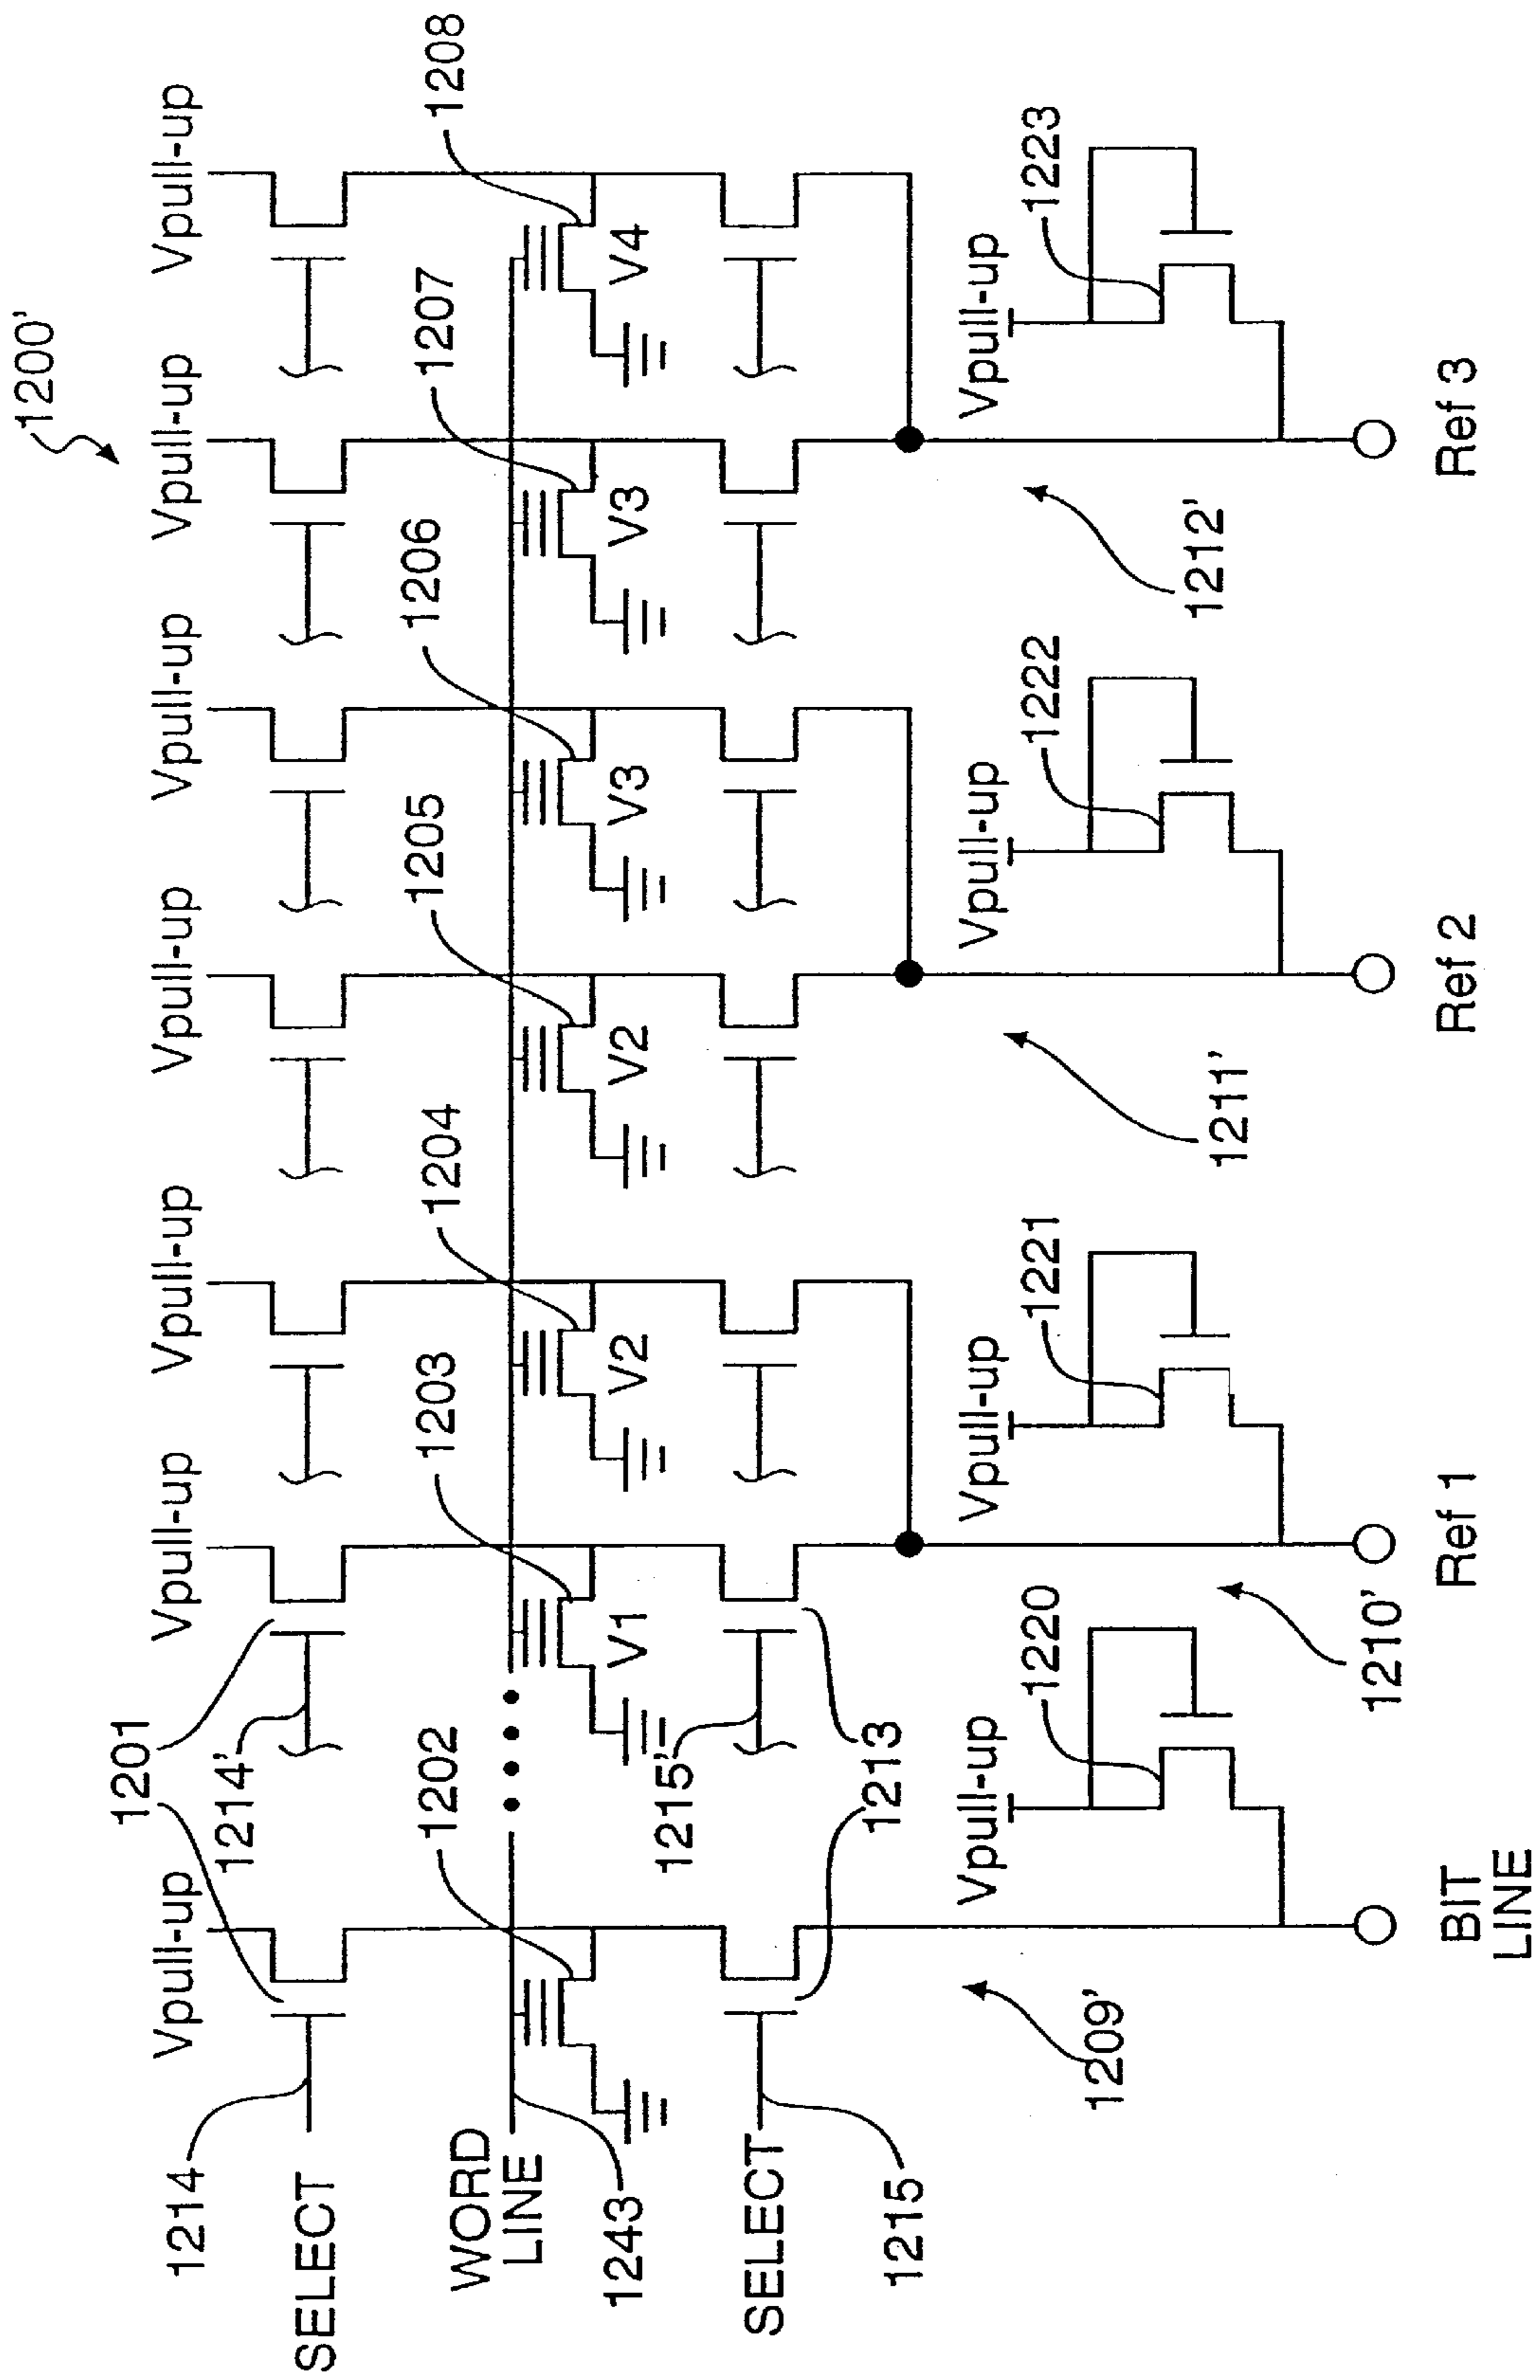 1200'
Vpull-up Vpull-up Vpull-up Vpull-up Vpull-up Vpull-up Vpull-up
1201
1214
1214'
SELECT
1202 1203 1204 1205 1206 1207 1208
WORD
LINE
1243
V1 V2 V2 V3 V3 V4
1215'
SELECT
1215
1213
Vpull-up Vpull-up Vpull-up Vpull-up
1220 1221 1222 1223
1209' 1210' 1211' 1212'
BIT
LINE
Ref 1 Ref 2 Ref 3